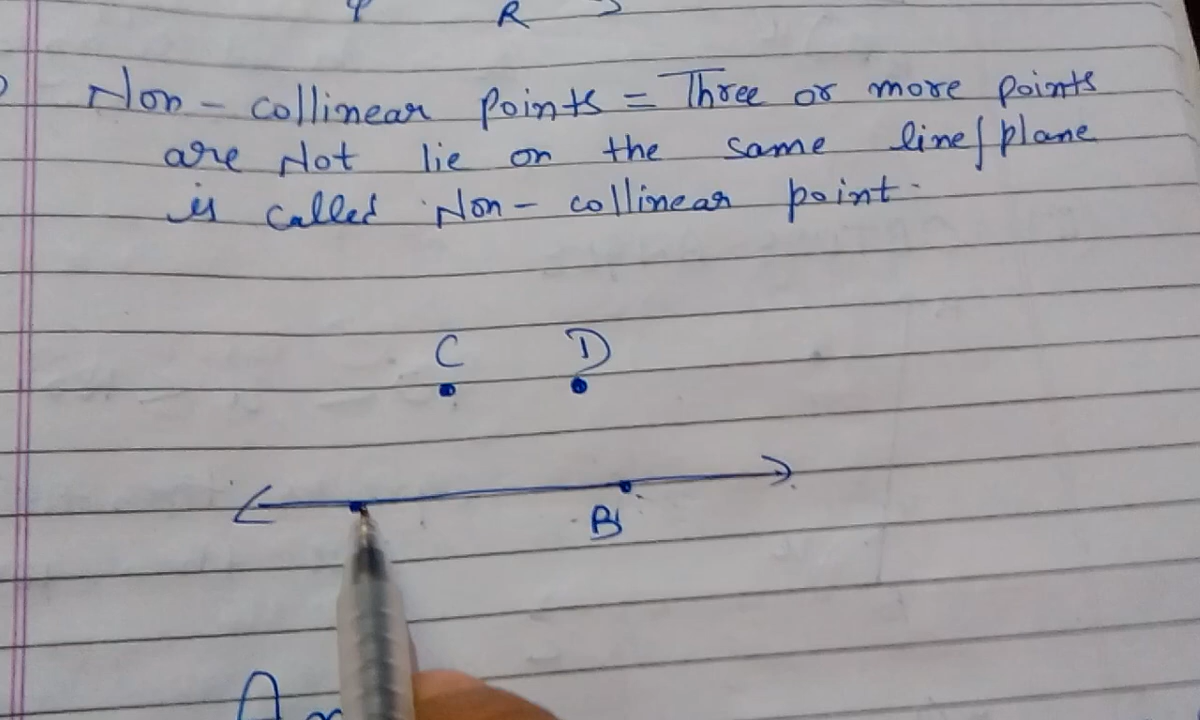 R
Non-collinear points = Three or more points
are Not lie on the same line/plane
is called Non-collinear point.
C D
B